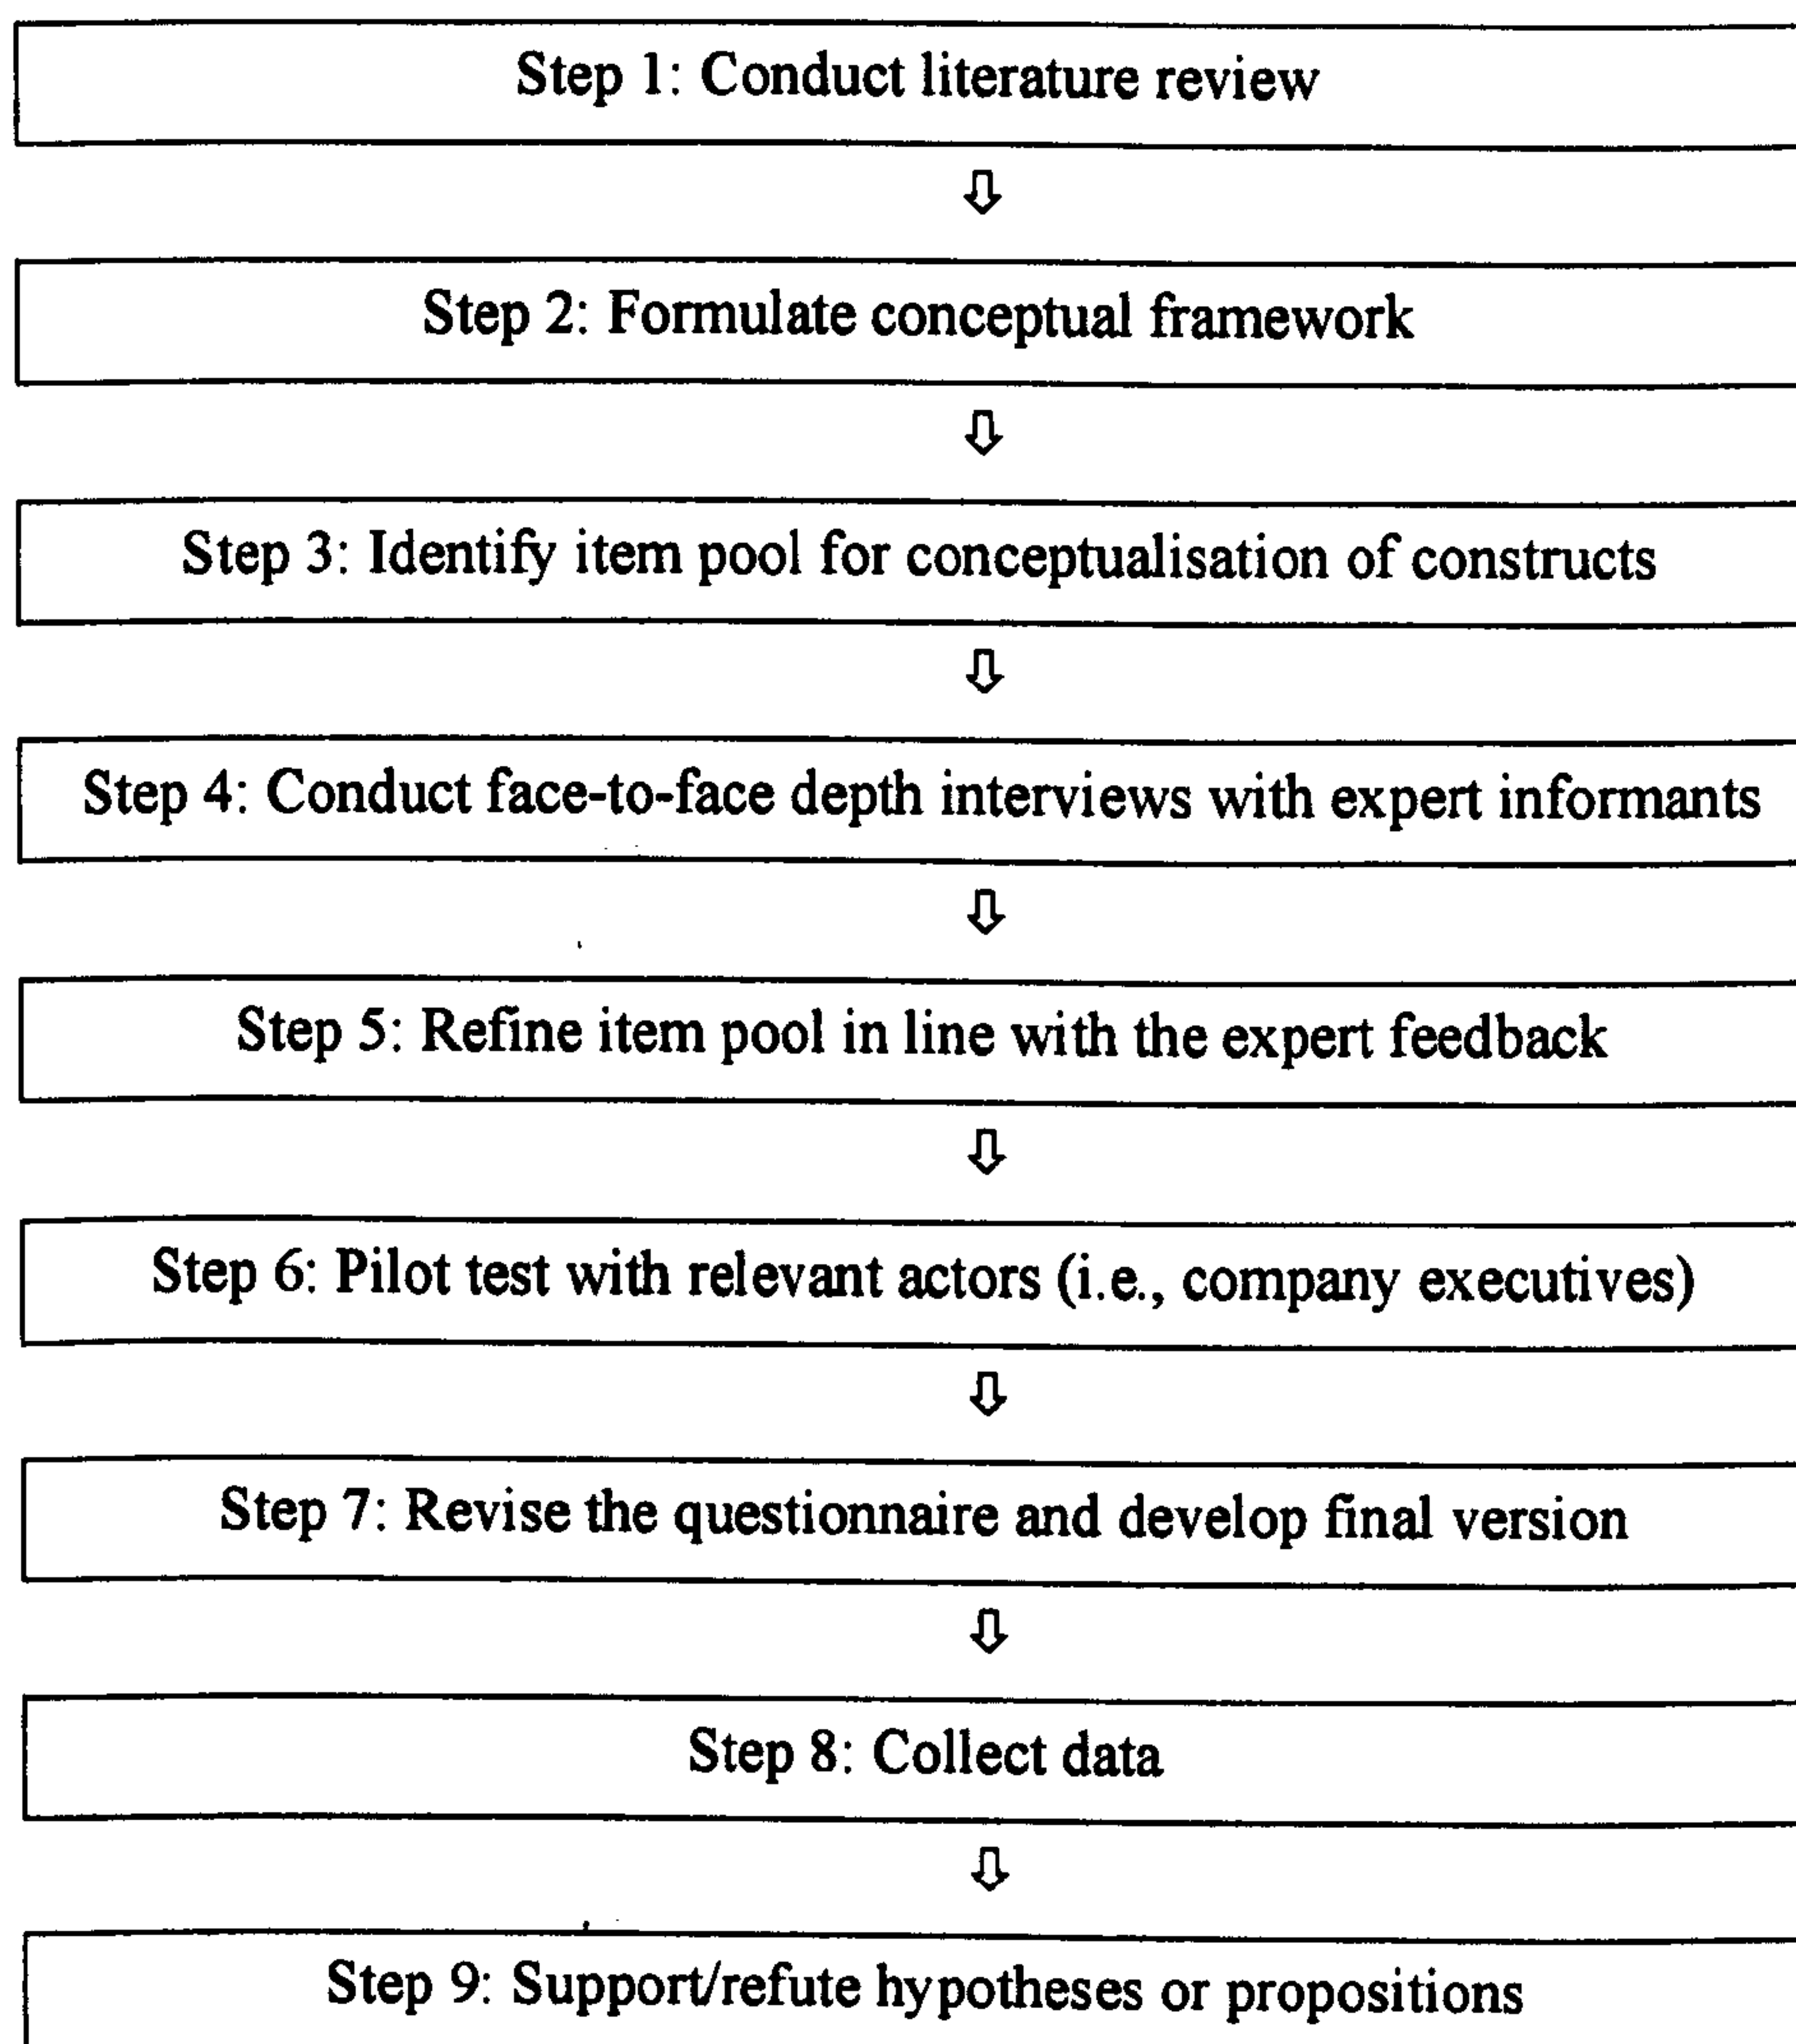 Step 1: Conduct literature review
Step 2: Formulate conceptual framework
Step 3: Identify item pool for conceptualisation of constructs
Step 4: Conduct face-to-face depth interviews with expert informants
Step 5: Refine item pool in line with the expert feedback
Step 6: Pilot test with relevant actors (i.e., company executives)
Step 7: Revise the questionnaire and develop final version
Step 8: Collect data
Step 9: Support/refute hypotheses or propositions